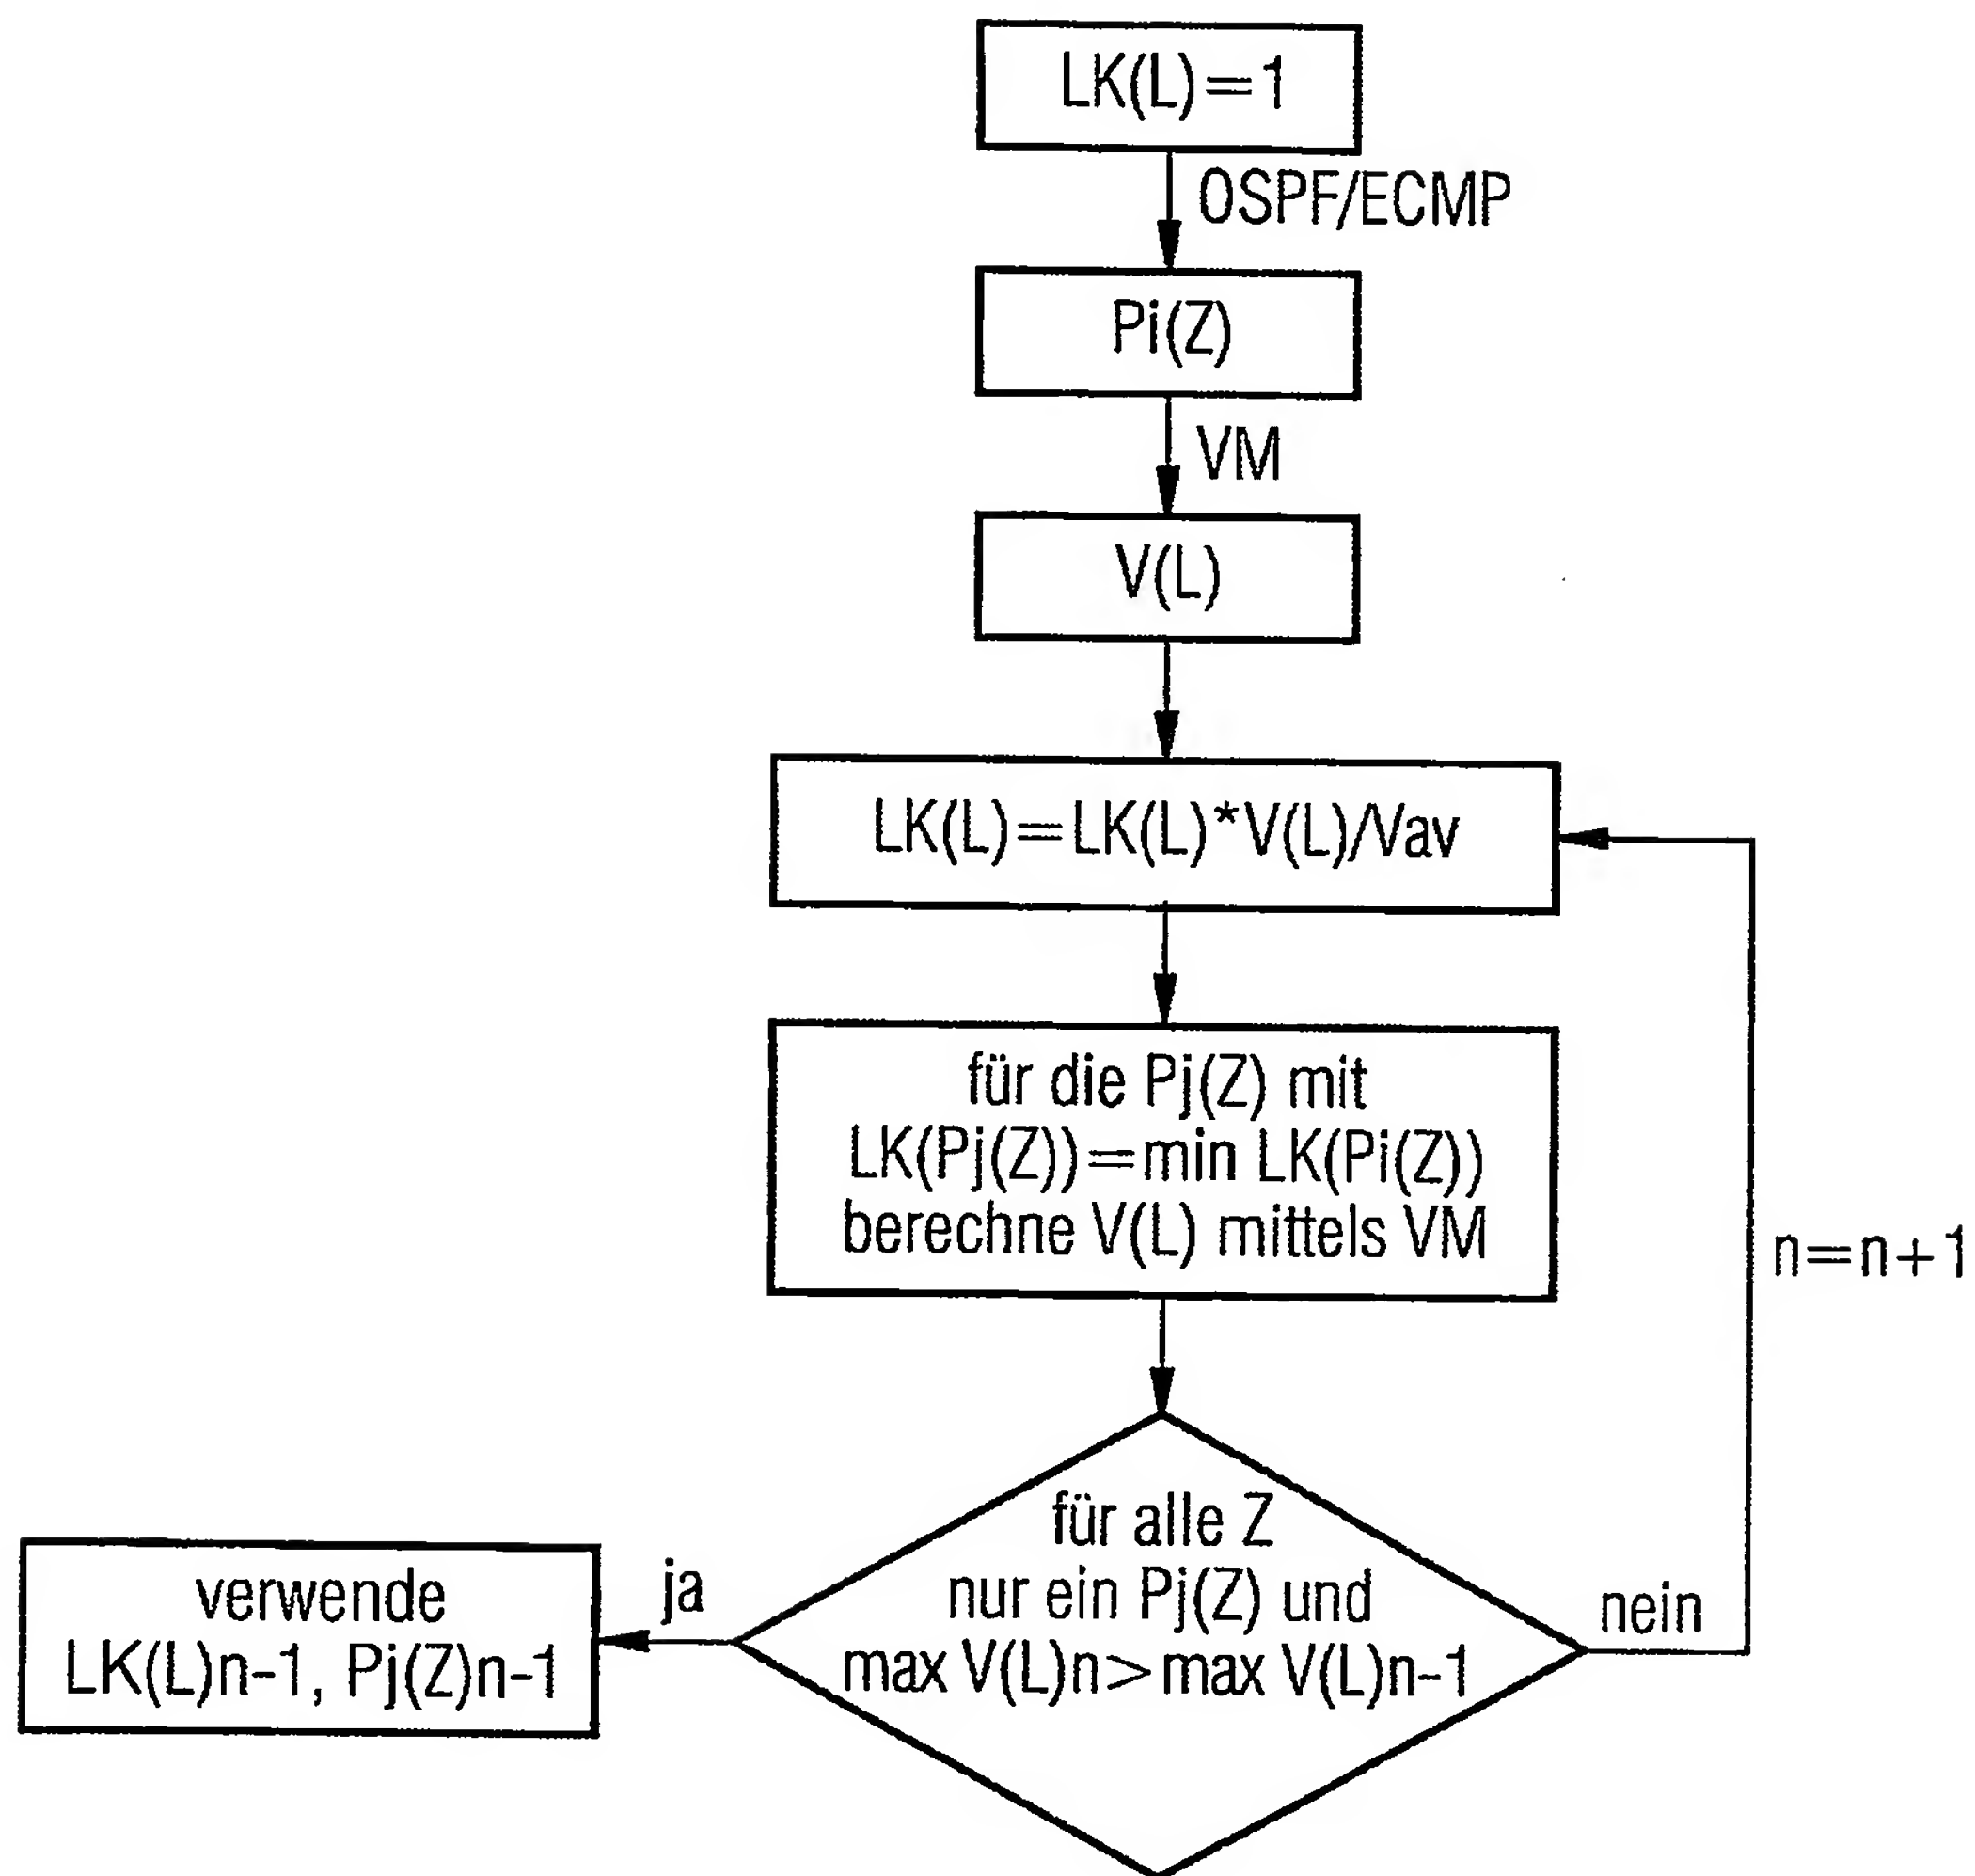 LK(L)=1
OSPF/ECMP
Pi(Z)
VM
V(L)
LK(L)=LK(L)*V(L)/Vav
für die Pj(Z) mit
LK(Pj(Z))=min LK(Pi(Z))
berechne V(L) mittels VM
n=n+1
für alle Z
nur ein Pj(Z) und
max V(L)n>max V(L)n-1
nein
ja
verwende
LK(L)n-1, Pj(Z)n-1